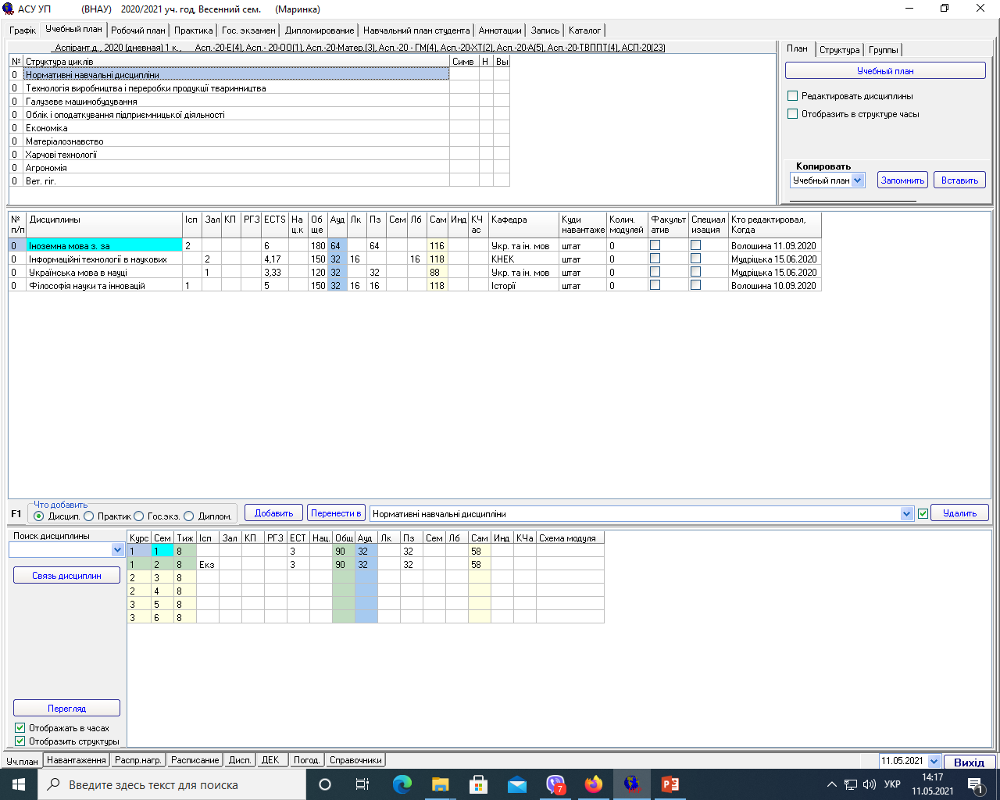 АСУ УП (ВНАУ) 2020/2021 уч. год, Весенний сем. (Маринка)
Графік Учебный план Робочий план Практика Гос. экзамен Дипломирование Навчальний план студента Аннотации Запись Каталог
Аспірант.д., 2020 (дневная) 1 к., Асп.-20-Е(4), Асп.- 20-ОО(1), Асп.-20-Матер.(3), Асп.-20 - ГМ(4), Асп.-20-ХТ(2), Асп.-20-А(5), Асп.-20-ТВППТ(4), АСП-20(23)
План Структура Группы
№ Структура циклів Симв Н Вы
0 Нормативні навчальні дисципліни
0 Технологія виробництва і переробки продукції тваринництва
0 Галузеве машинобудування
0 Облік і оподаткування підприємницької діяльності
0 Економіка
0 Матеріалознавство
0 Харчові технології
0 Агрономія
0 Вет. гіг.
Учебный план
Редактировать дисциплины
Отобразить в структуре часы
Копировать
Учебный план Запомнить Вставить
№ п/п Дисциплины Ісп Зал КП РГЗ ECTS На ц.к Об ще Ауд Лк Пз Сем Лб Сам Инд КЧ ас Кафедра Куди навантаже Колич. модулей Факульт атив Специал изация Кто редактировал, Когда
0 Іноземна мова з. за 2 6 180 64 64 116 Укр. та ін. мов штат 0 Волошина 11.09.2020
0 Інформаційні технології в наукових 2 4,17 150 32 16 16 118 КНЕК штат 0 Мудріцька 15.06.2020
0 Українська мова в науці 1 3,33 120 32 32 88 Укр. та ін. мов штат 0 Мудріцька 15.06.2020
0 Філософія науки та інновацій 1 5 150 32 16 16 118 Історії штат 0 Волошина 10.09.2020
Что добавить
F1 Дисцип. Практик Гос.экз. Диплом. Добавить Перенести в Нормативні навчальні дисципліни Удалить
Поиск дисциплины
Связь дисциплин
Курс Сем Тиж Ісп Зал КП РГЗ ЕСТ Нац. Общ Ауд Лк Пз Сем Лб Сам Инд КЧа Схема модуля
1 1 8 3 90 32 32 58
1 2 8 Екз 3 90 32 32 58
2 3 8
2 4 8
3 5 8
3 6 8
Перегляд
Отображать в часах
Отобразить структуры
Уч.план Навантаження Распр.нагр. Расписание Дисп. ДЕК Погод. Справочники 11.05.2021 Вихід
Введите здесь текст для поиска 7 УКР 14:17 11.05.2021 1